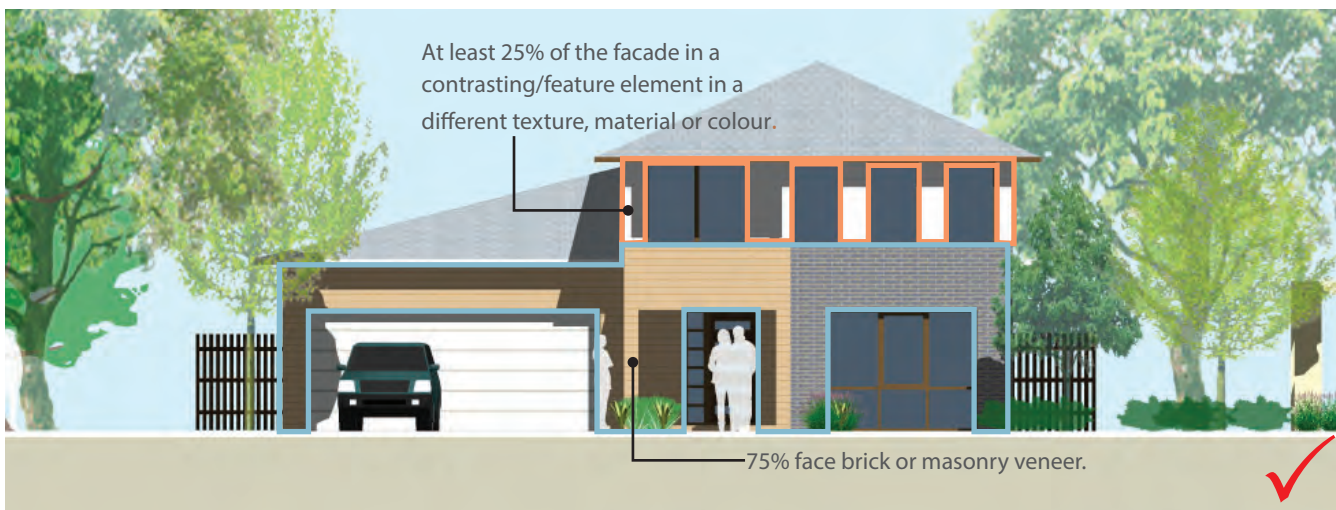 At least 25% of the facade in a
contrasting/feature element in a
different texture, material or colour.
75% face brick or masonry veneer.